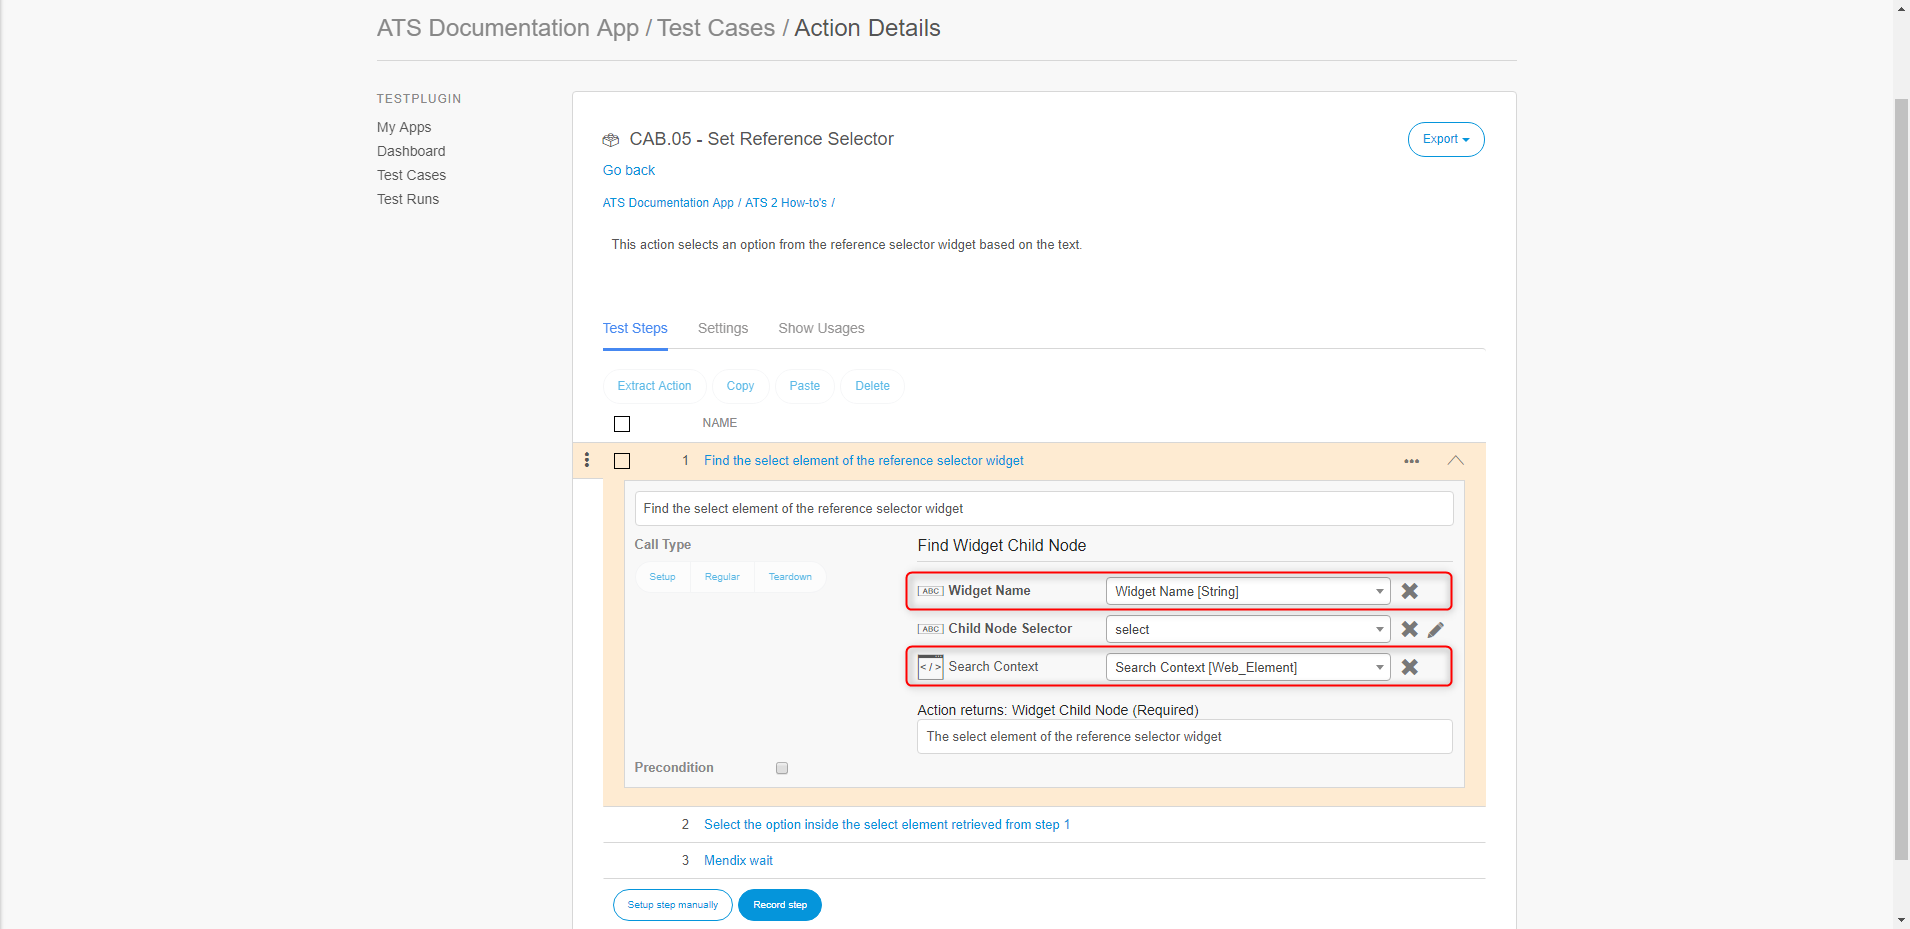 ATS Documentation App / Test Cases / Action Details
TESTPLUGIN
My Apps
Dashboard
Test Cases
Test Runs
CAB.05 - Set Reference Selector
Export
Go back
ATS Documentation App / ATS 2 How-to's /
This action selects an option from the reference selector widget based on the text.
Test Steps Settings Show Usages
Extract Action Copy Paste Delete
NAME
1 Find the select element of the reference selector widget
Find the select element of the reference selector widget
Call Type
Setup Regular Teardown
Find Widget Child Node
ABC Widget Name Widget Name [String]
ABC Child Node Selector select
</> Search Context Search Context [Web_Element]
Action returns: Widget Child Node (Required)
The select element of the reference selector widget
Precondition
2 Select the option inside the select element retrieved from step 1
3 Mendix wait
Setup step manually Record step